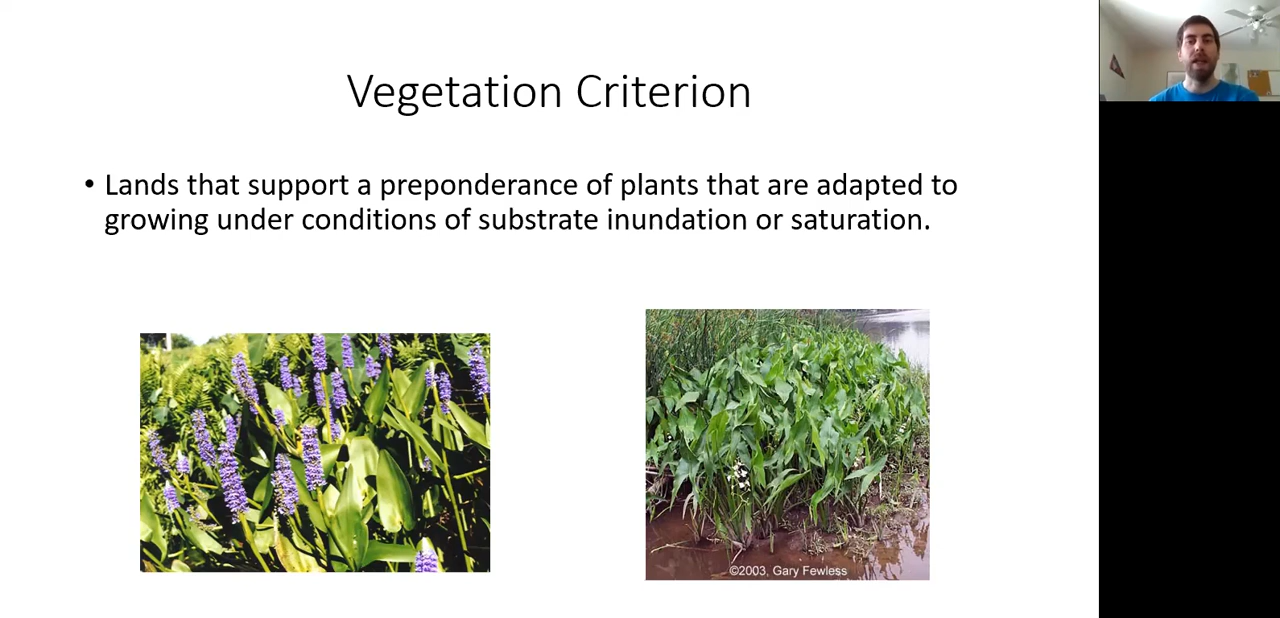 Vegetation Criterion
• Lands that support a preponderance of plants that are adapted to
growing under conditions of substrate inundation or saturation.
©2003, Gary Fewless